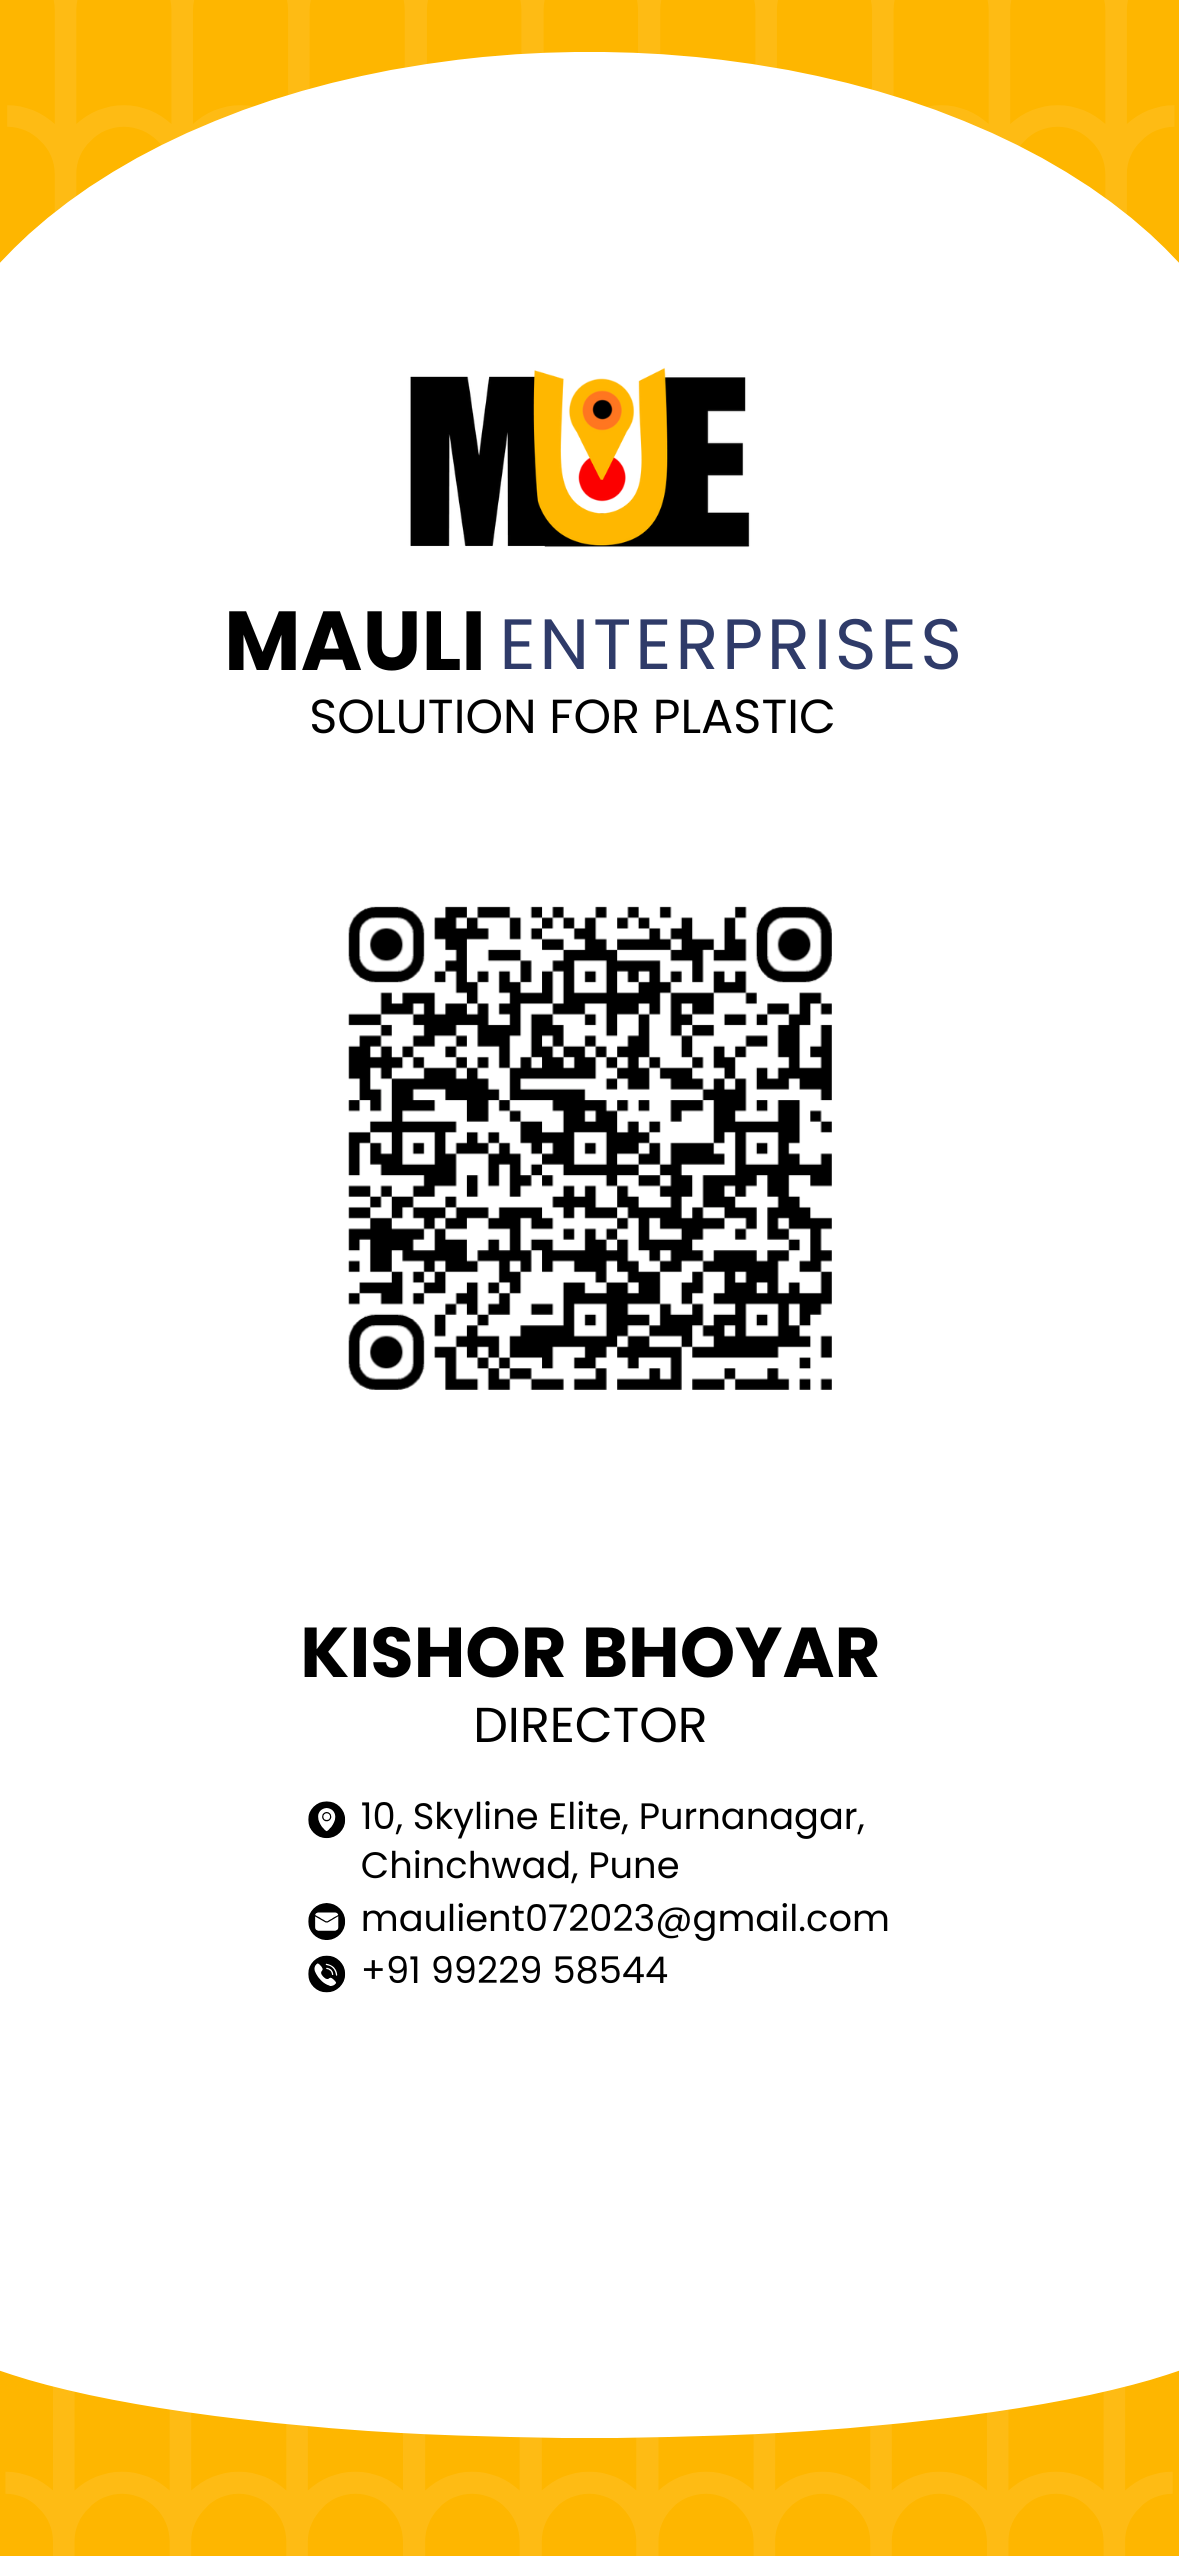 MUE
MAULI ENTERPRISES
SOLUTION FOR PLASTIC
KISHOR BHOYAR
DIRECTOR
10, Skyline Elite, Purnanagar,
Chinchwad, Pune
maulient072023@gmail.com
+91 99229 58544